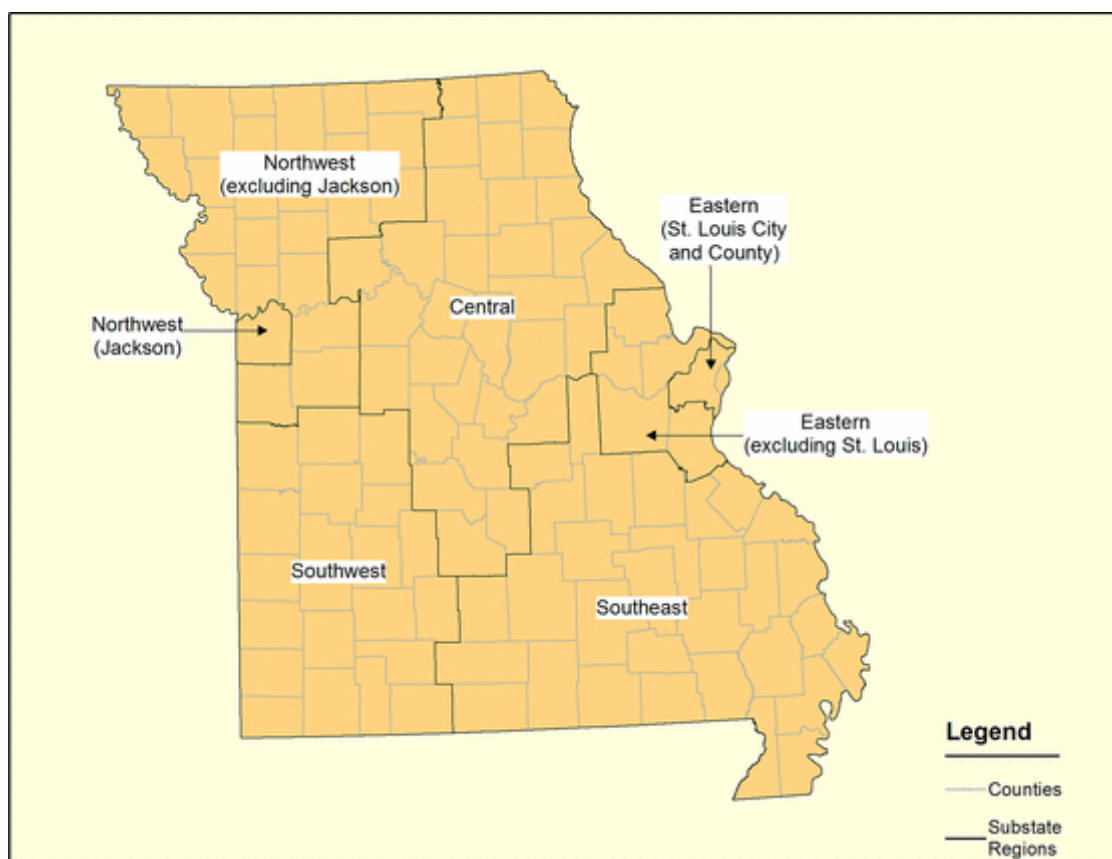 Northwest
(excluding Jackson)
Eastern
(St. Louis City
and County)
Central
Northwest
(Jackson)
Eastern
(excluding St. Louis)
Southwest
Southeast
Legend
Counties
Substate
Regions